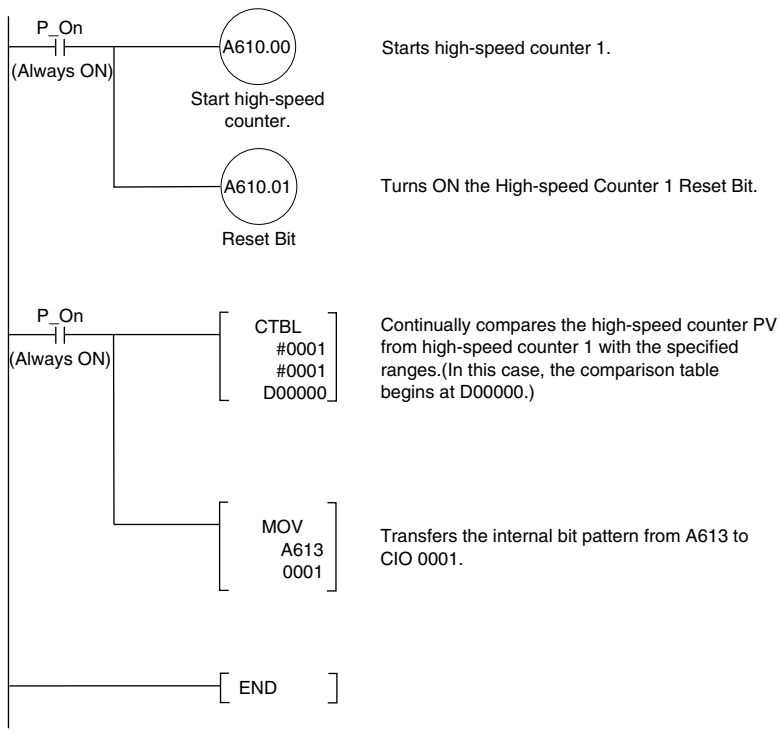 P_On
(Always ON)
A610.00
Start high-speed
counter.
Starts high-speed counter 1.
A610.01
Reset Bit
Turns ON the High-speed Counter 1 Reset Bit.
P_On
(Always ON)
CTBL
#0001
#0001
D00000
Continually compares the high-speed counter PV
from high-speed counter 1 with the specified
ranges.(In this case, the comparison table
begins at D00000.)
MOV
A613
0001
Transfers the internal bit pattern from A613 to
CIO 0001.
END